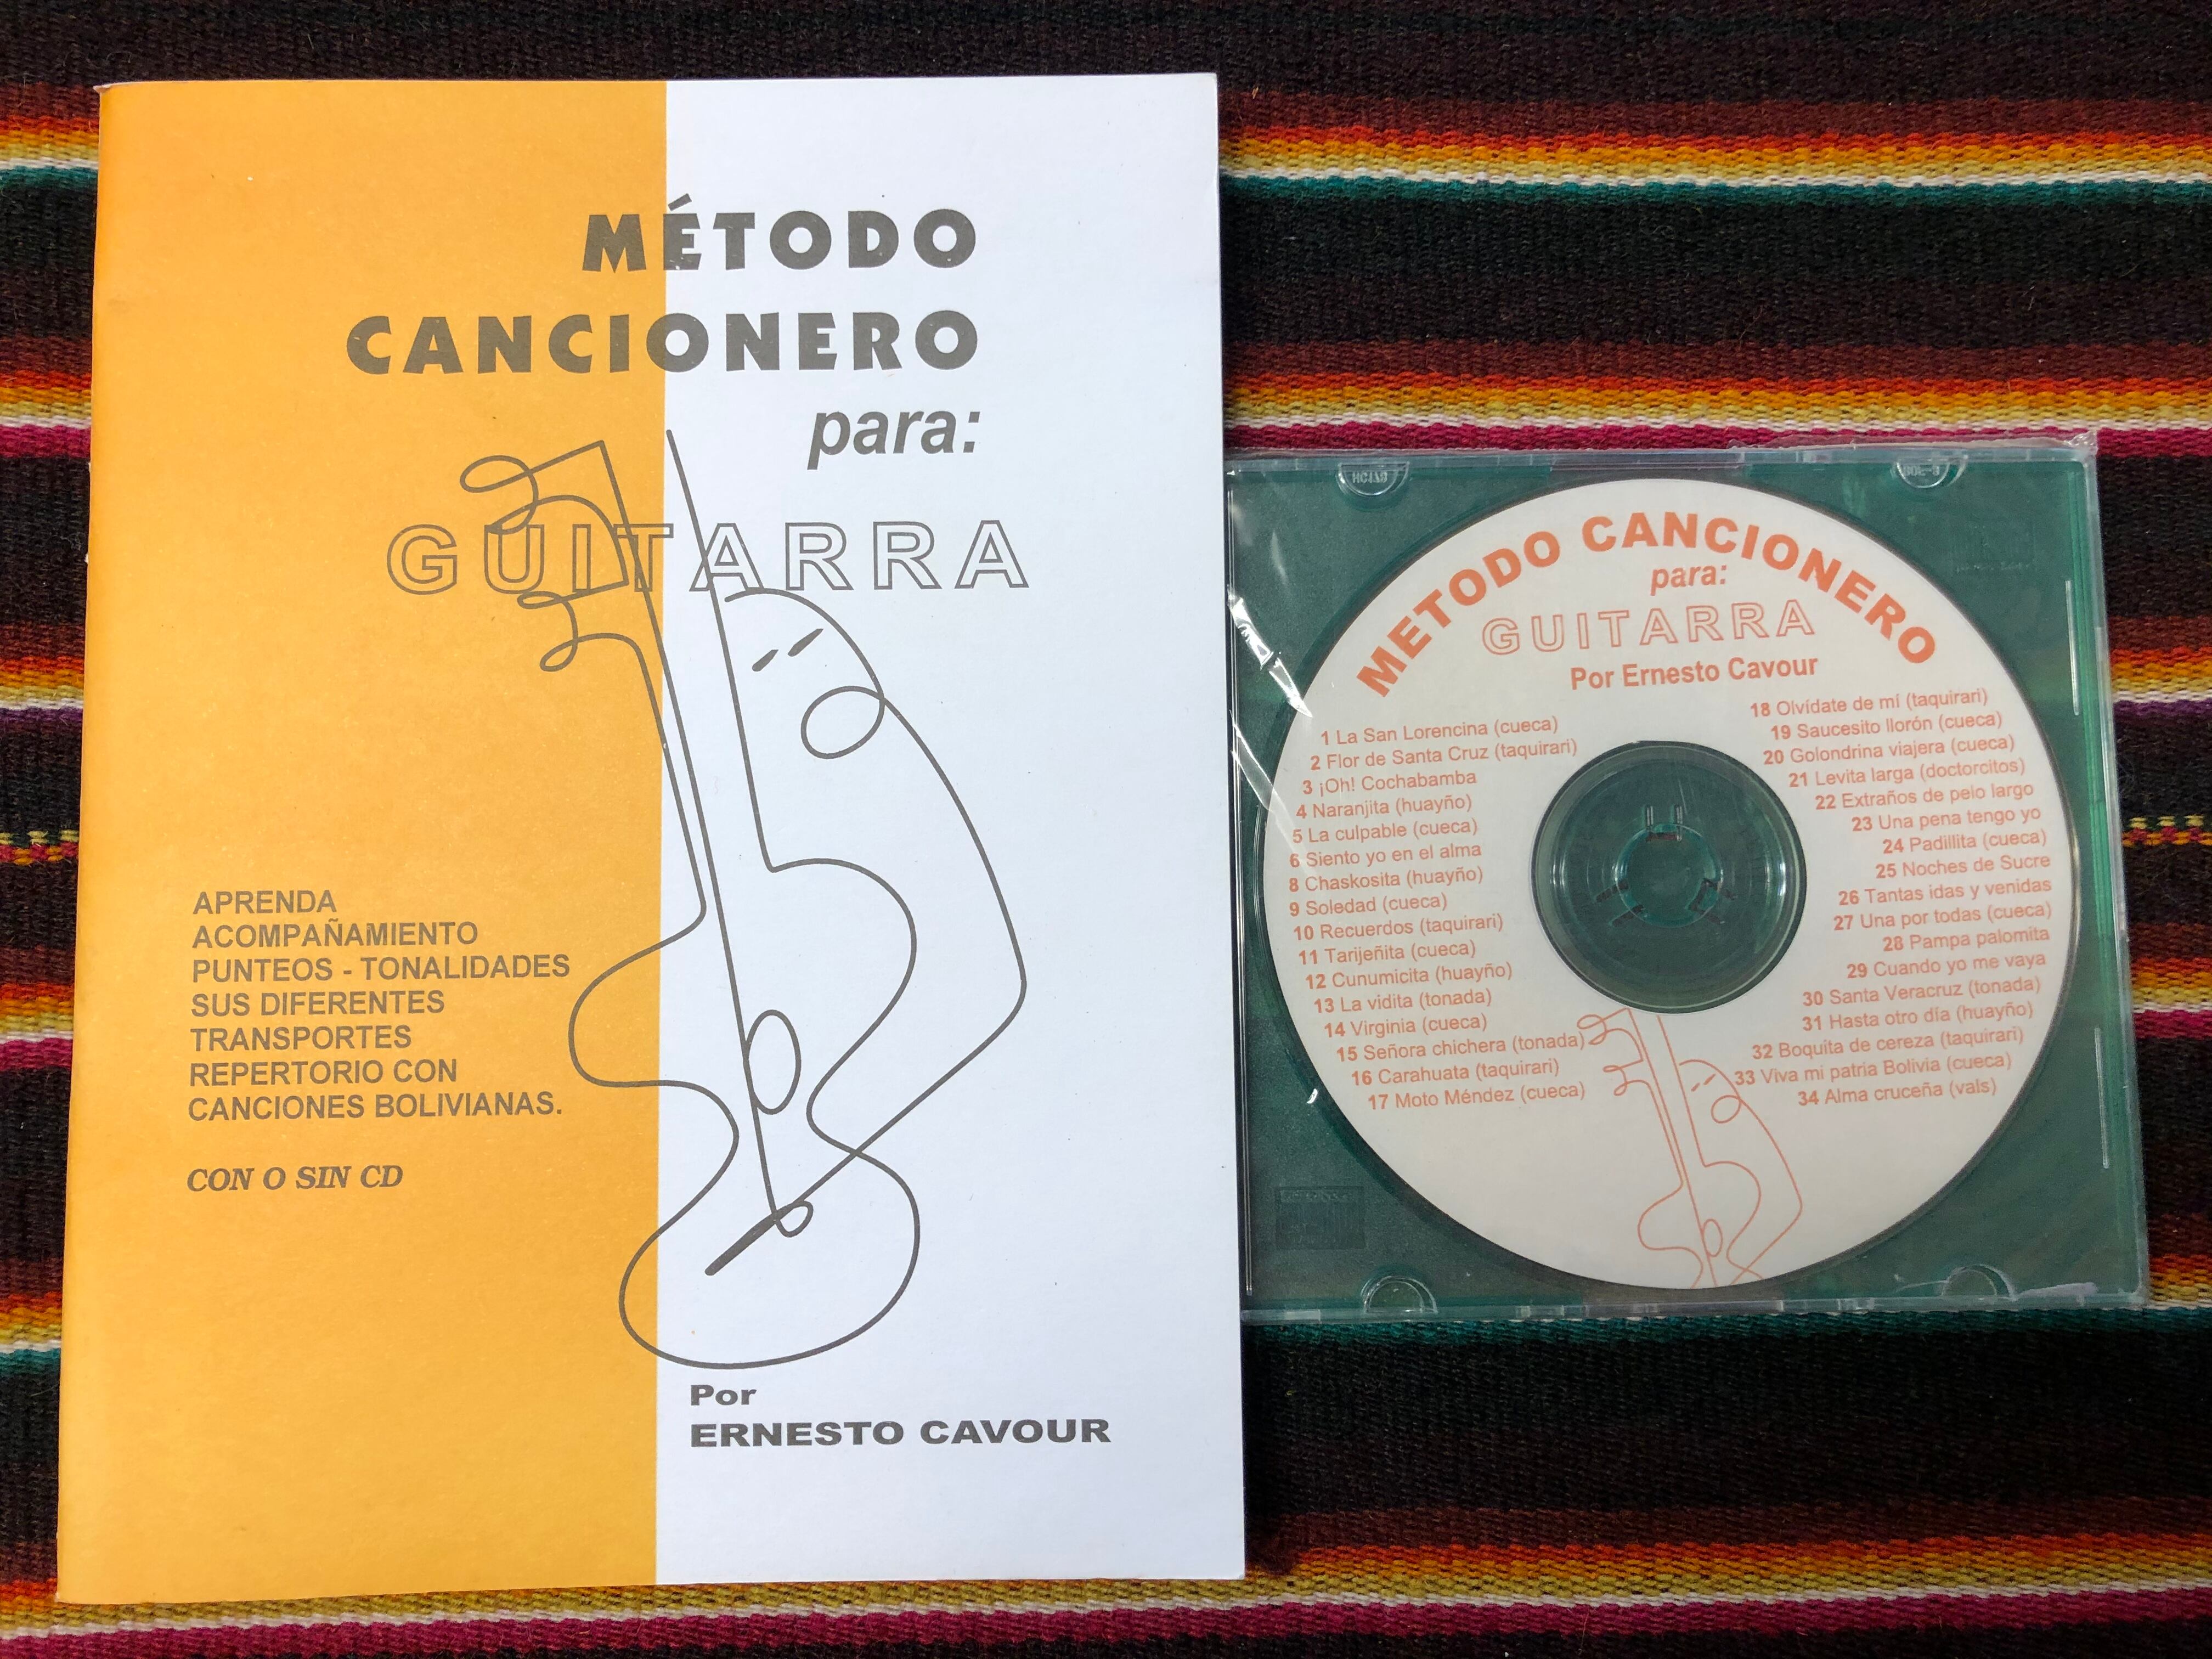 MÉTODO
CANCIONERO
para:
GUITARRA
APRENDA
ACOMPAÑAMIENTO
PUNTEOS - TONALIDADES
SUS DIFERENTES
TRANSPORTES
REPERTORIO CON
CANCIONES BOLIVIANAS.
CON O SIN CD
Por
ERNESTO CAVOUR
METODO CANCIONERO
para:
GUITARRA
Por Ernesto Cavour
1 La San Lorencina (cueca)
2 Flor de Santa Cruz (taquirari)
3 ¡Oh! Cochabamba
4 Naranjita (huayño)
5 La culpable (cueca)
6 Siento yo en el alma
8 Chaskosita (huayño)
9 Soledad (cueca)
10 Recuerdos (taquirari)
11 Tarijeñita (cueca)
12 Cunumicita (huayño)
13 La vidita (tonada)
14 Virginia (cueca)
15 Señora chichera (tonada)
16 Carahuata (taquirari)
17 Moto Méndez (cueca)
18 Olvídate de mí (taquirari)
19 Saucesito llorón (cueca)
20 Golondrina viajera (cueca)
21 Levita larga (doctorcitos)
22 Extraños de pelo largo
23 Una pena tengo yo
24 Padillita (cueca)
25 Noches de Sucre
26 Tantas idas y venidas
27 Una por todas (cueca)
28 Pampa palomita
29 Cuando yo me vaya
30 Santa Veracruz (tonada)
31 Hasta otro día (huayño)
32 Boquita de cereza (taquirari)
33 Viva mi patria Bolivia (cueca)
34 Alma cruceña (vals)